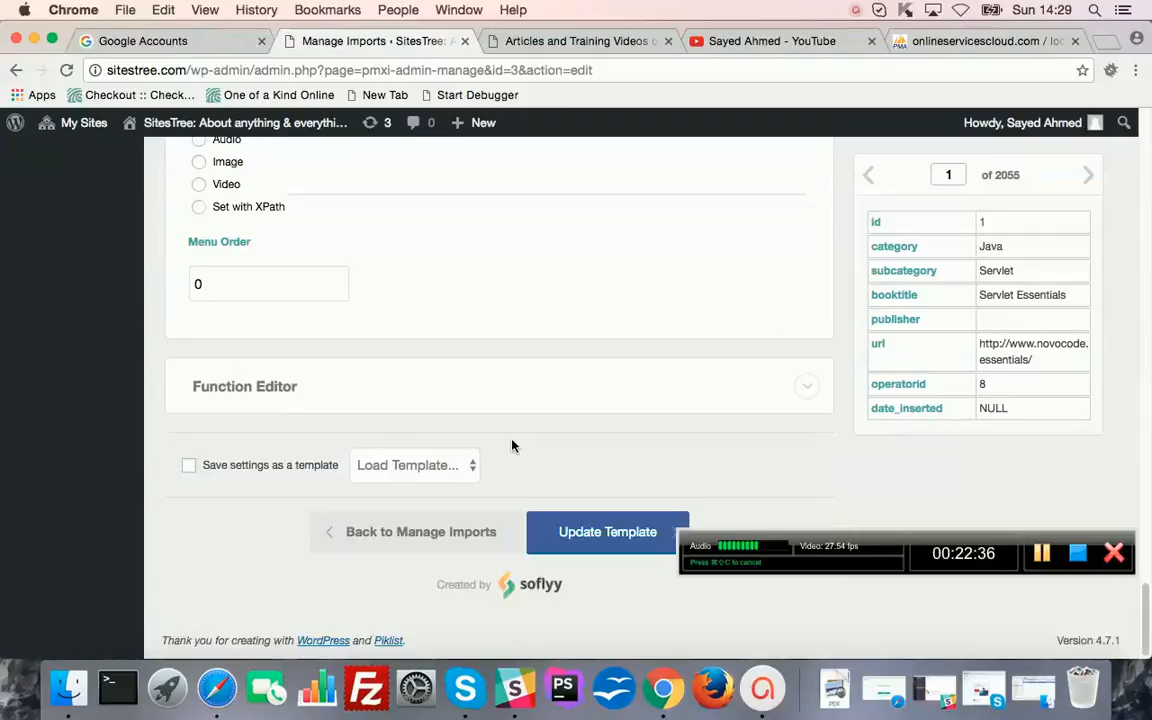 Chrome File Edit View History Bookmarks People Window Help Sun 14:29
Google Accounts Manage Imports ‹ SitesTree: A Articles and Training Videos o Sayed Ahmed - YouTube onlineservicescloud.com / loc
sitestree.com/wp-admin/admin.php?page=pmxi-admin-manage&id=3&action=edit
Apps Checkout :: Check... One of a Kind Online New Tab Start Debugger
My Sites SitesTree: About anything & everythi... 3 0 New Howdy, Sayed Ahmed
Audio
Image
Video
Set with XPath
Menu Order
0
1 of 2055
id 1
category Java
subcategory Servlet
booktitle Servlet Essentials
publisher
url http://www.novocode.
essentials/
operatorid 8
date_inserted NULL
Function Editor
Save settings as a template Load Template...
Back to Manage Imports Update Template
Audio Video: 27.54 fps 00:22:36
Press ⌘⇧C to cancel
Created by soflyy
Thank you for creating with WordPress and Piklist. Version 4.7.1